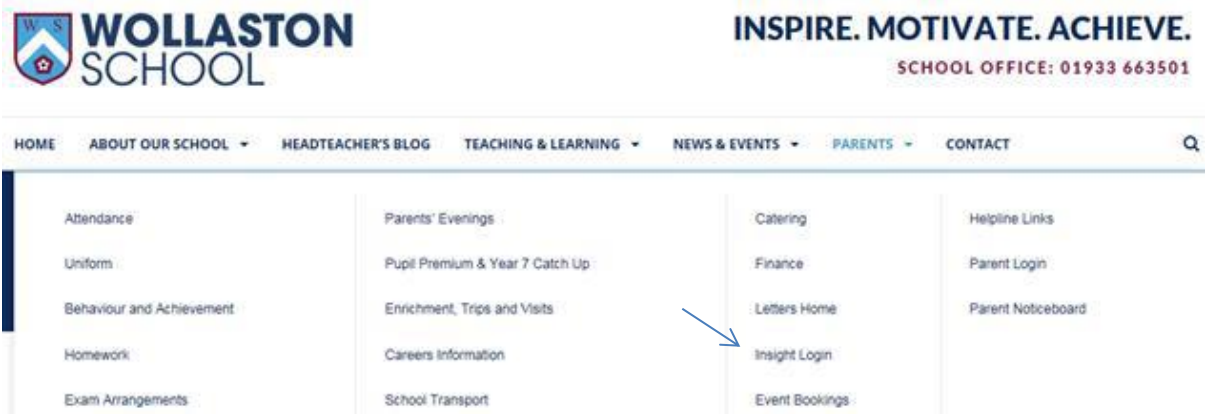 W S
WOLLASTON
SCHOOL
INSPIRE. MOTIVATE. ACHIEVE.
SCHOOL OFFICE: 01933 663501
HOME ABOUT OUR SCHOOL HEADTEACHER'S BLOG TEACHING & LEARNING NEWS & EVENTS PARENTS CONTACT
Attendance Parents' Evenings Catering Helpline Links
Uniform Pupil Premium & Year 7 Catch Up Finance Parent Login
Behaviour and Achievement Enrichment, Trips and Visits Letters Home Parent Noticeboard
Homework Careers Information Insight Login
Exam Arrangements School Transport Event Bookings